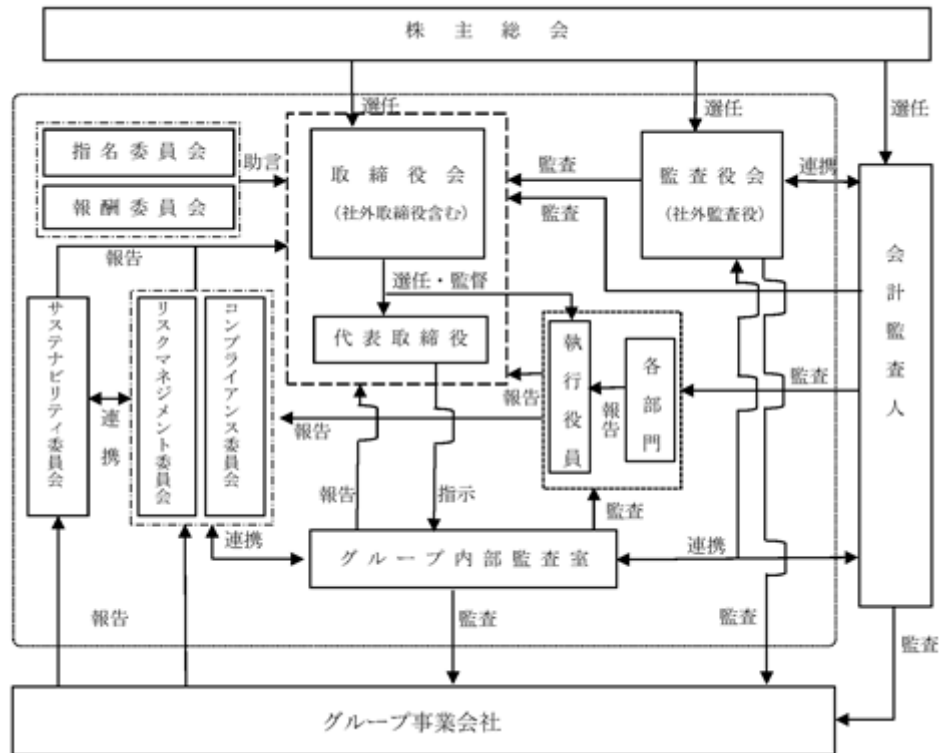 株主総会
選任
選任
選任
指名委員会
報酬委員会
助言
取締役会
(社外取締役含む)
監査
監査
監査役会
(社外監査役)
連携
会計監査人
報告
選任・監督
代表取締役
サステナビリティ委員会
連携
リスクマネジメント委員会
コンプライアンス委員会
報告
報告
執行役員
報告
各部門
監査
報告
指示
監査
連携
グループ内部監査室
連携
報告
監査
監査
監査
グループ事業会社